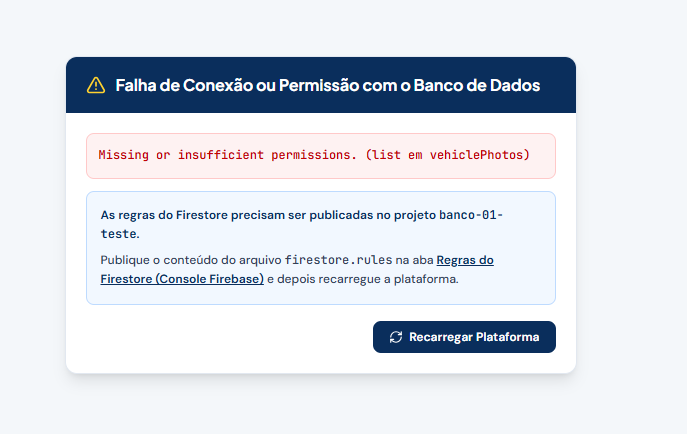 Falha de Conexão ou Permissão com o Banco de Dados
Missing or insufficient permissions. (list em vehiclePhotos)
As regras do Firestore precisam ser publicadas no projeto banco-01-
teste.
Publique o conteúdo do arquivo firestore.rules na aba Regras do
Firestore (Console Firebase) e depois recarregue a plataforma.
Recarregar Plataforma